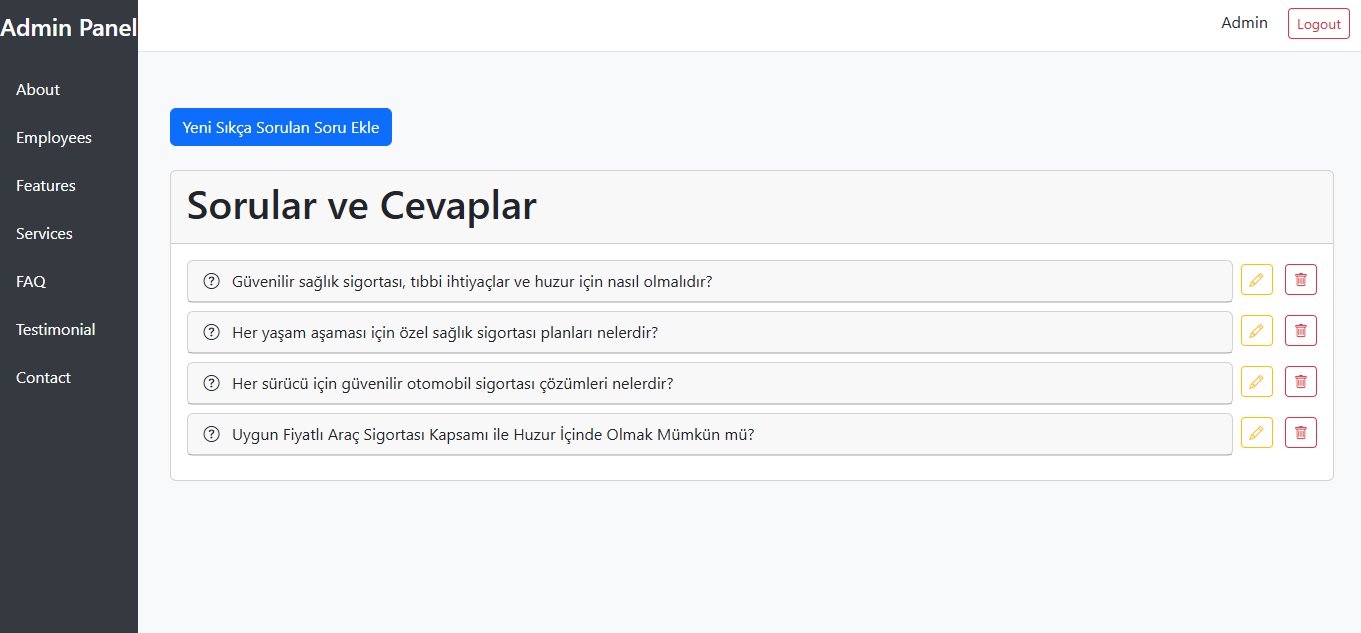 Admin Panel
Admin
Logout
About
Employees
Features
Services
FAQ
Testimonial
Contact
Yeni Sıkça Sorulan Soru Ekle
Sorular ve Cevaplar
Güvenilir sağlık sigortası, tıbbi ihtiyaçlar ve huzur için nasıl olmalıdır?
Her yaşam aşaması için özel sağlık sigortası planları nelerdir?
Her sürücü için güvenilir otomobil sigortası çözümleri nelerdir?
Uygun Fiyatlı Araç Sigortası Kapsamı ile Huzur İçinde Olmak Mümkün mü?